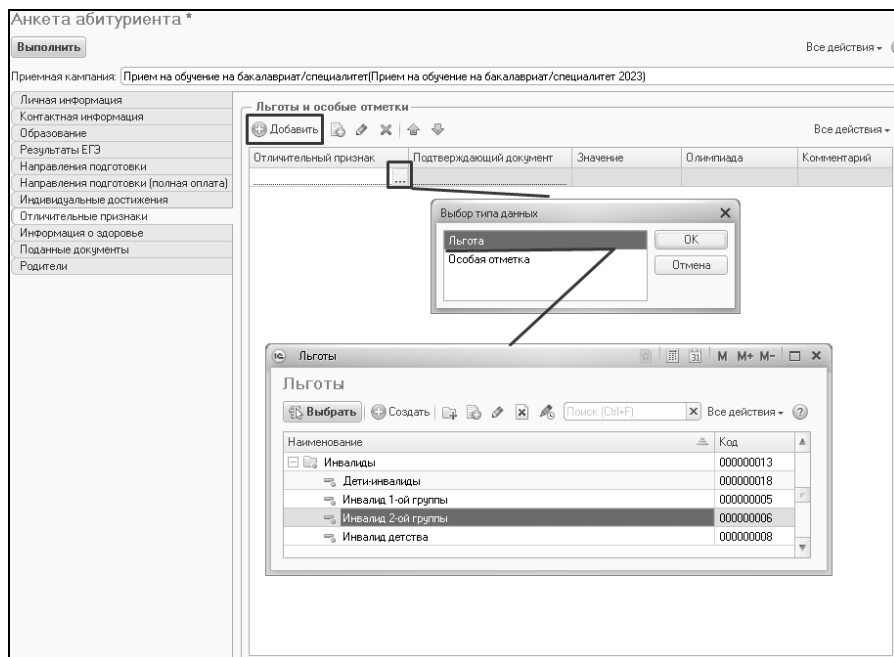 Анкета абитуриента *
Выполнить
Все действия
Приемная кампания: Прием на обучение на бакалавриат/специалитет(Прием на обучение на бакалавриат/специалитет 2023)
Личная информация
Контактная информация
Образование
Результаты ЕГЭ
Направления подготовки
Направления подготовки (полная оплата)
Индивидуальные достижения
Отличительные признаки
Информация о здоровье
Поданные документы
Родители
Льготы и особые отметки
Добавить
Все действия
Отличительный признак Подтверждающий документ Значение Олимпиада Комментарий
...
Выбор типа данных
Льгота
Особая отметка
ОК
Отмена
1С Льготы M M+ M-
Льготы
Выбрать Создать Поиск (Ctrl+F) Все действия ?
Наименование Код
Инвалиды 000000013
Дети-инвалиды 000000018
Инвалид 1-ой группы 000000005
Инвалид 2-ой группы 000000006
Инвалид детства 000000008